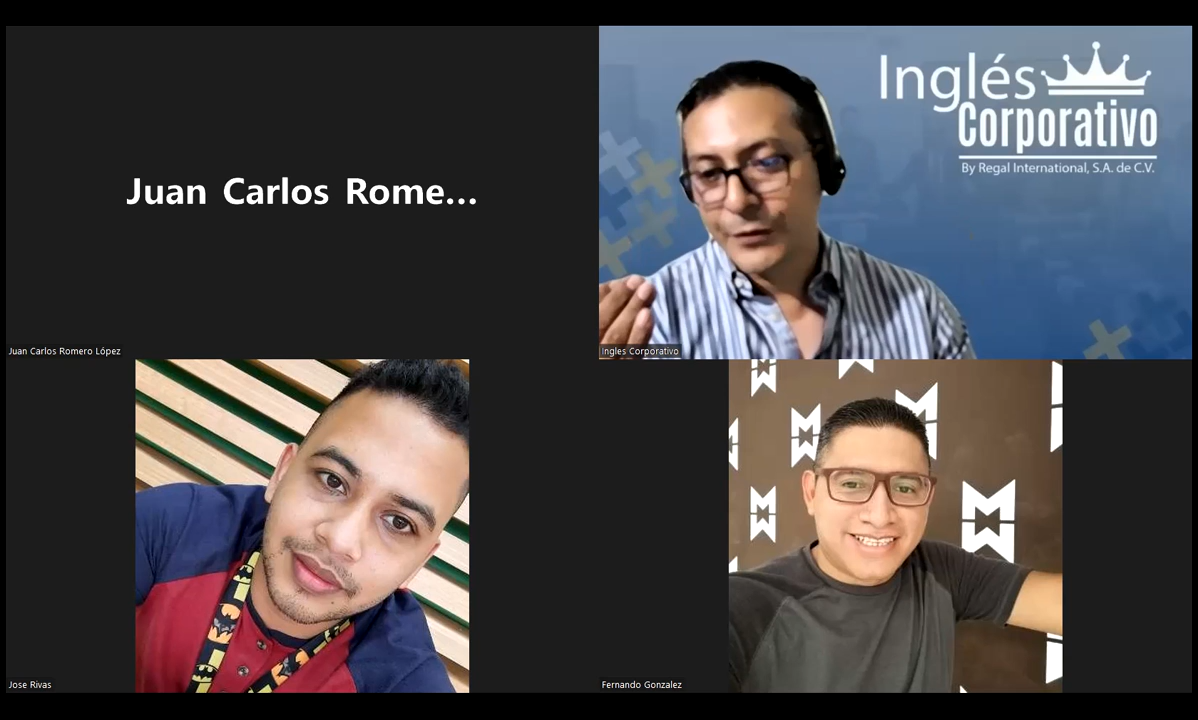 Juan Carlos Rome...
Juan Carlos Romero López
Inglés
Corporativo
By Regal International, S.A. de C.V.
Ingles Corporativo
Jose Rivas
Fernando Gonzalez